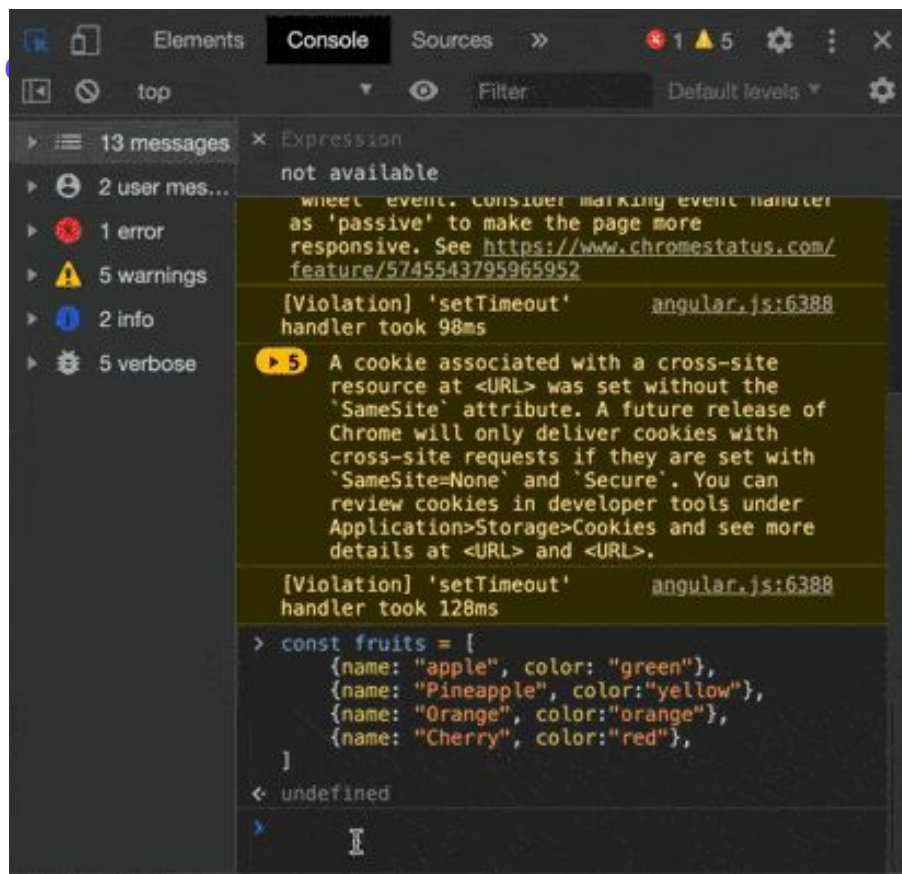 Elements Console Sources » 1 5
top Filter Default levels
13 messages
2 user mes...
1 error
5 warnings
2 info
5 verbose
Expression
not available
'wheel' event. Consider marking event handler
as 'passive' to make the page more
responsive. See https://www.chromestatus.com/
feature/5745543795965952
[Violation] 'setTimeout' angular.js:6388
handler took 98ms
5 A cookie associated with a cross-site
resource at <URL> was set without the
`SameSite` attribute. A future release of
Chrome will only deliver cookies with
cross-site requests if they are set with
`SameSite=None` and `Secure`. You can
review cookies in developer tools under
Application>Storage>Cookies and see more
details at <URL> and <URL>.
[Violation] 'setTimeout' angular.js:6388
handler took 128ms
> const fruits = [
{name: "apple", color: "green"},
{name: "Pineapple", color:"yellow"},
{name: "Orange", color:"orange"},
{name: "Cherry", color:"red"},
]
undefined